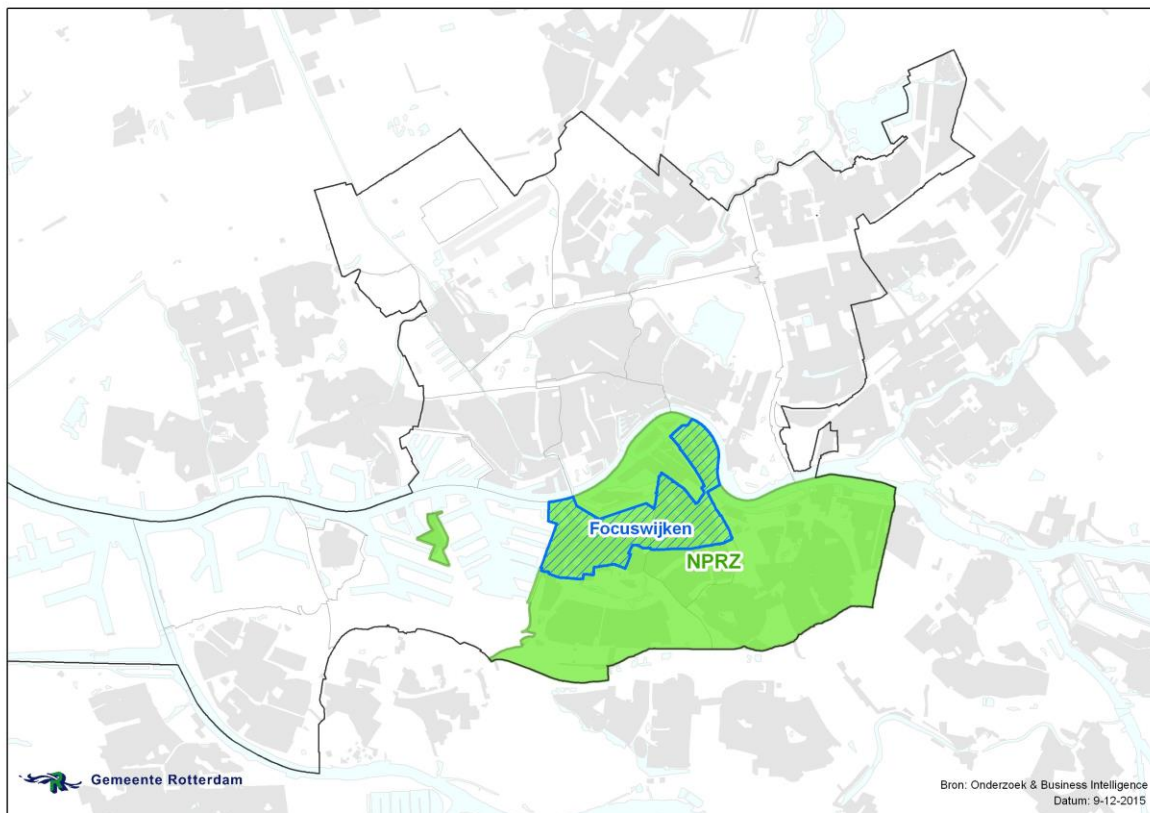 Focuswijken
NPRZ
Gemeente Rotterdam
Bron: Onderzoek & Business Intelligence
Datum: 9-12-2015